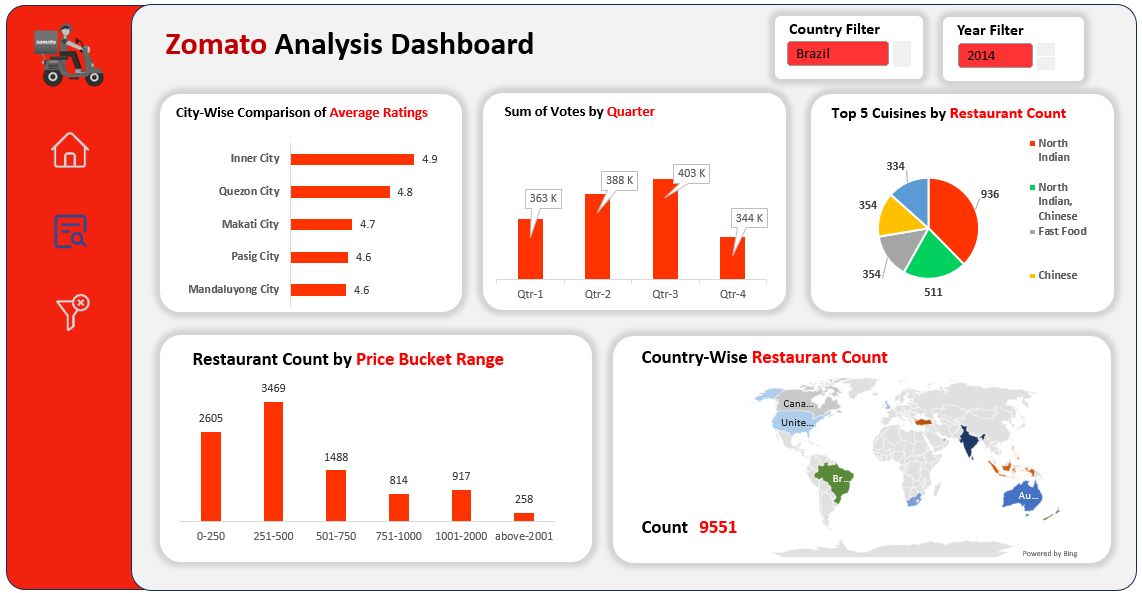 zomato
Zomato Analysis Dashboard
Country Filter
Brazil
Year Filter
2014
City-Wise Comparison of Average Ratings
Inner City 4.9
Quezon City 4.8
Makati City 4.7
Pasig City 4.6
Mandaluyong City 4.6
Sum of Votes by Quarter
363 K
388 K
403 K
344 K
Qtr-1 Qtr-2 Qtr-3 Qtr-4
Top 5 Cuisines by Restaurant Count
334
936
354
354
511
North
Indian
North
Indian,
Chinese
Fast Food
Chinese
Restaurant Count by Price Bucket Range
2605
3469
1488
814
917
258
0-250 251-500 501-750 751-1000 1001-2000 above-2001
Country-Wise Restaurant Count
Cana...
Unite...
Br...
Au...
Count 9551
Powered by Bing